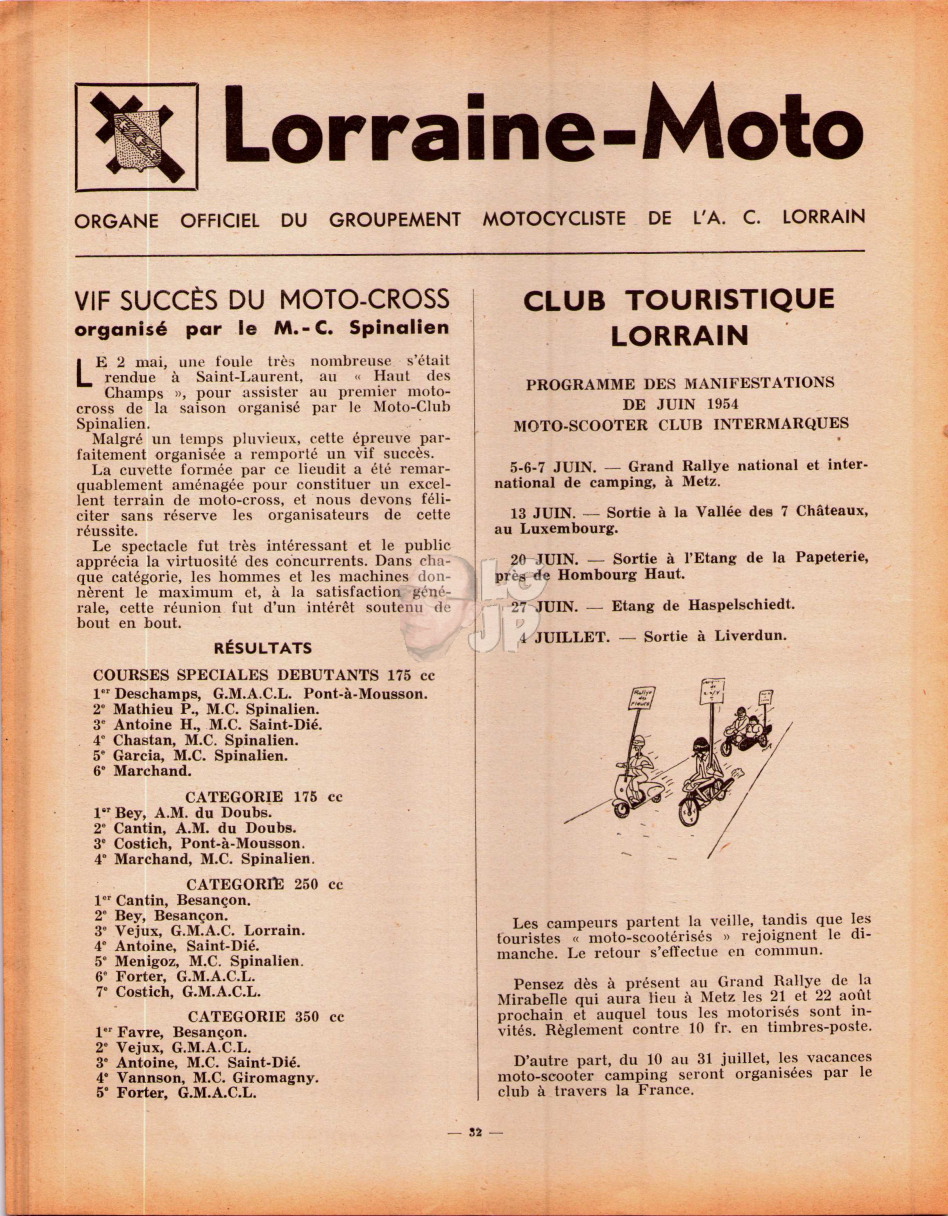 Lorraine-Moto
ORGANE OFFICIEL DU GROUPEMENT MOTOCYCLISTE DE L'A. C. LORRAIN
VIF SUCCÈS DU MOTO-CROSS
organisé par le M.-C. Spinalien
LE 2 mai, une foule très nombreuse s'était
rendue à Saint-Laurent, au « Haut des
Champs », pour assister au premier moto-
cross de la saison organisé par le Moto-Club
Spinalien.
Malgré un temps pluvieux, cette épreuve par-
faitement organisée a remporté un vif succès.
La cuvette formée par ce lieudit a été remar-
quablement aménagée pour constituer un excel-
lent terrain de moto-cross, et nous devons féli-
citer sans réserve les organisateurs de cette
réussite.
Le spectacle fut très intéressant et le public
apprécia la virtuosité des concurrents. Dans cha-
que catégorie, les hommes et les machines don-
nèrent le maximum et, à la satisfaction géné-
rale, cette réunion fut d'un intérêt soutenu de
bout en bout.
RÉSULTATS
COURSES SPECIALES DEBUTANTS 175 cc
1er Deschamps, G.M.A.C.L. Pont-à-Mousson.
2e Mathieu P., M.C. Spinalien.
3e Antoine H., M.C. Saint-Dié.
4e Chastan, M.C. Spinalien.
5e Garcia, M.C. Spinalien.
6e Marchand.
CATEGORIE 175 cc
1er Bey, A.M. du Doubs.
2e Cantin, A.M. du Doubs.
3e Costich, Pont-à-Mousson.
4e Marchand, M.C. Spinalien.
CATEGORIE 250 cc
1er Cantin, Besançon.
2e Bey, Besançon.
3e Vejux, G.M.A.C. Lorrain.
4e Antoine, Saint-Dié.
5e Menigoz, M.C. Spinalien.
6e Forter, G.M.A.C.L.
7e Costich, G.M.A.C.L.
CATEGORIE 350 cc
1er Favre, Besançon.
2e Vejux, G.M.A.C.L.
3e Antoine, M.C. Saint-Dié.
4e Vannson, M.C. Giromagny.
5e Forter, G.M.A.C.L.
CLUB TOURISTIQUE
LORRAIN
PROGRAMME DES MANIFESTATIONS
DE JUIN 1954
MOTO-SCOOTER CLUB INTERMARQUES
5-6-7 JUIN. — Grand Rallye national et inter-
national de camping, à Metz.
13 JUIN. — Sortie à la Vallée des 7 Châteaux,
au Luxembourg.
20 JUIN. — Sortie à l'Etang de la Papeterie,
près de Hombourg Haut.
27 JUIN. — Etang de Haspelschiedt.
4 JUILLET. — Sortie à Liverdun.
LG
JP
Rallye
Les campeurs partent la veille, tandis que les
touristes « moto-scootérisés » rejoignent le di-
manche. Le retour s'effectue en commun.
Pensez dès à présent au Grand Rallye de la
Mirabelle qui aura lieu à Metz les 21 et 22 août
prochain et auquel tous les motorisés sont in-
vités. Règlement contre 10 fr. en timbres-poste.
D'autre part, du 10 au 31 juillet, les vacances
moto-scooter camping seront organisées par le
club à travers la France.
— 32 —